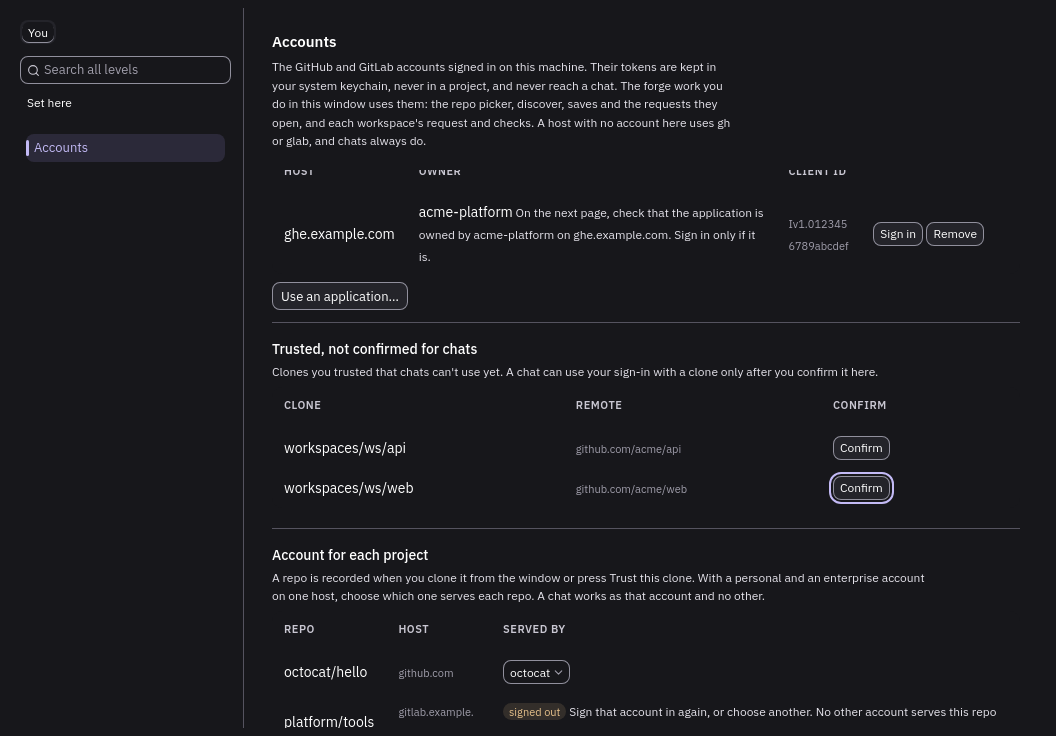 You
Search all levels
Set here
Accounts
Accounts
The GitHub and GitLab accounts signed in on this machine. Their tokens are kept in
your system keychain, never in a project, and never reach a chat. The forge work you
do in this window uses them: the repo picker, discover, saves and the requests they
open, and each workspace's request and checks. A host with no account here uses gh
or glab, and chats always do.
HOST OWNER CLIENT ID
ghe.example.com
acme-platform On the next page, check that the application is
owned by acme-platform on ghe.example.com. Sign in only if it
is.
Iv1.012345
6789abcdef
Sign in Remove
Use an application...
Trusted, not confirmed for chats
Clones you trusted that chats can't use yet. A chat can use your sign-in with a clone only after you confirm it here.
CLONE REMOTE CONFIRM
workspaces/ws/api github.com/acme/api Confirm
workspaces/ws/web github.com/acme/web Confirm
Account for each project
A repo is recorded when you clone it from the window or press Trust this clone. With a personal and an enterprise account
on one host, choose which one serves each repo. A chat works as that account and no other.
REPO HOST SERVED BY
octocat/hello github.com octocat
platform/tools gitlab.example. signed out Sign that account in again, or choose another. No other account serves this repo